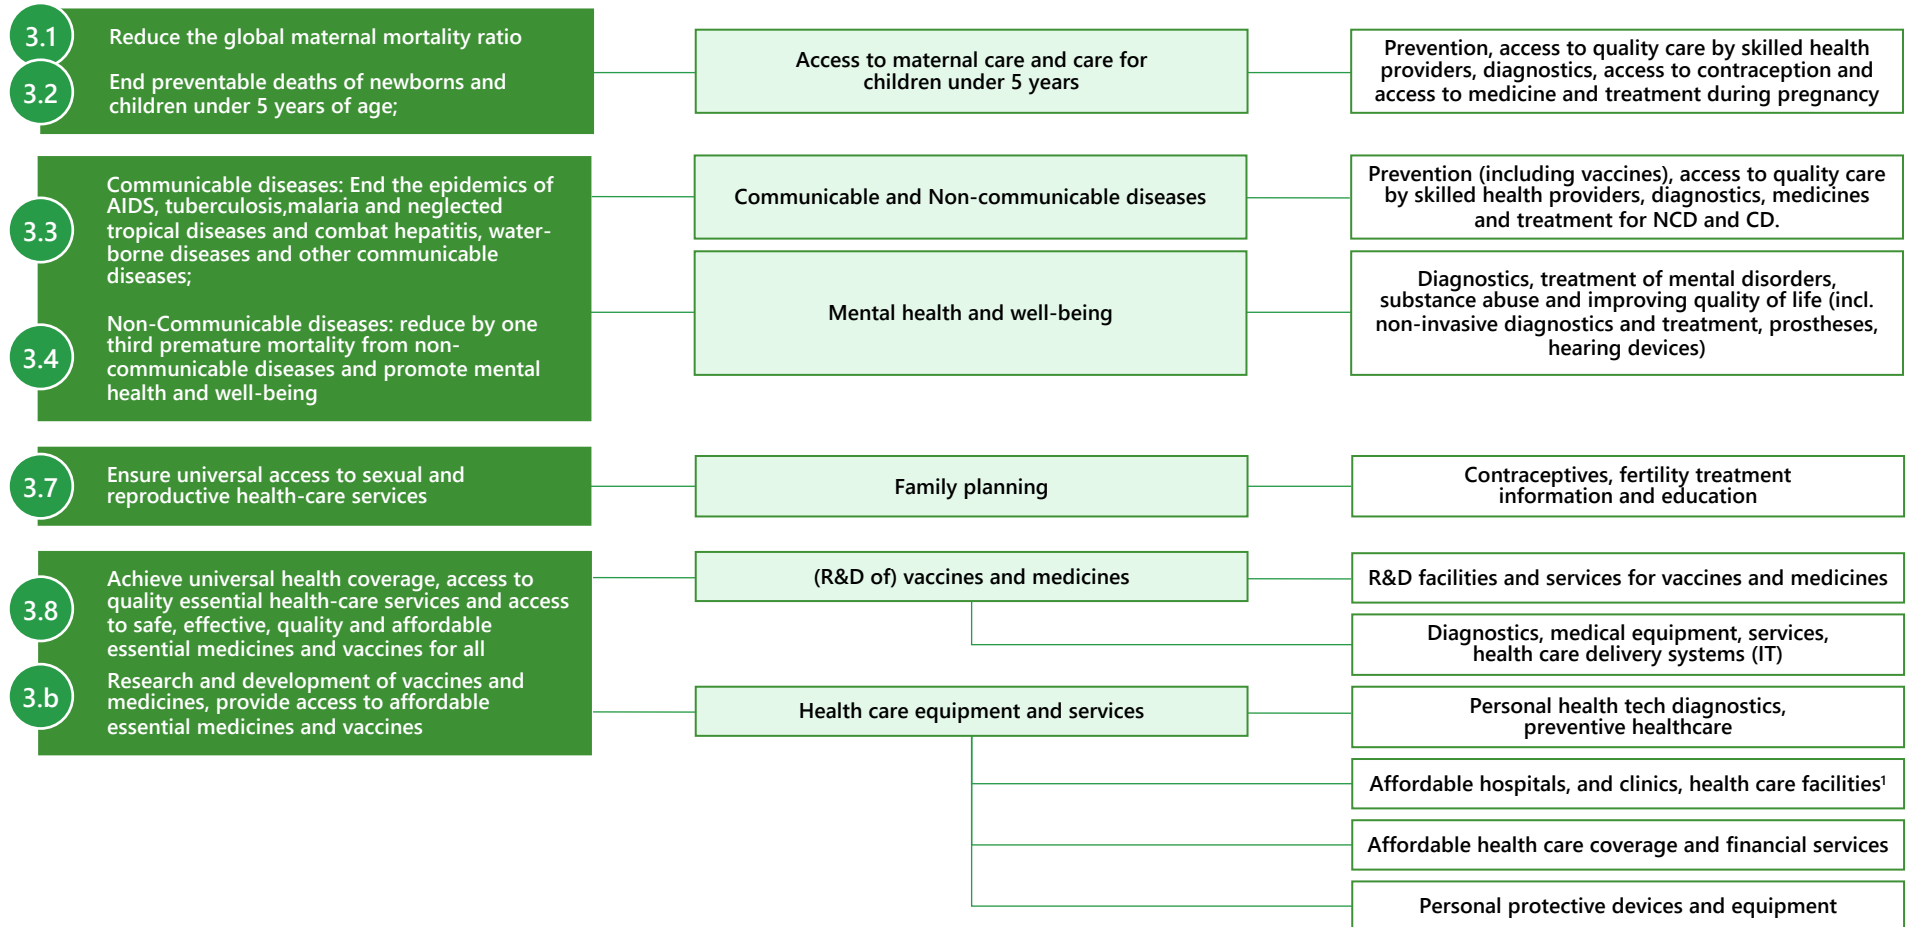 3.1
Reduce the global maternal mortality ratio
3.2
End preventable deaths of newborns and
children under 5 years of age;
Access to maternal care and care for
children under 5 years
Prevention, access to quality care by skilled health
providers, diagnostics, access to contraception and
access to medicine and treatment during pregnancy
3.3
Communicable diseases: End the epidemics of
AIDS, tuberculosis,malaria and neglected
tropical diseases and combat hepatitis, water-
borne diseases and other communicable
diseases;
3.4
Non-Communicable diseases: reduce by one
third premature mortality from non-
communicable diseases and promote mental
health and well-being
Communicable and Non-communicable diseases
Prevention (including vaccines), access to quality care
by skilled health providers, diagnostics, medicines
and treatment for NCD and CD.
Mental health and well-being
Diagnostics, treatment of mental disorders,
substance abuse and improving quality of life (incl.
non-invasive diagnostics and treatment, prostheses,
hearing devices)
3.7
Ensure universal access to sexual and
reproductive health-care services
Family planning
Contraceptives, fertility treatment
information and education
3.8
Achieve universal health coverage, access to
quality essential health-care services and access
to safe, effective, quality and affordable
essential medicines and vaccines for all
3.b
Research and development of vaccines and
medicines, provide access to affordable
essential medicines and vaccines
(R&D of) vaccines and medicines
R&D facilities and services for vaccines and medicines
Diagnostics, medical equipment, services,
health care delivery systems (IT)
Health care equipment and services
Personal health tech diagnostics,
preventive healthcare
Affordable hospitals, and clinics, health care facilities¹
Affordable health care coverage and financial services
Personal protective devices and equipment